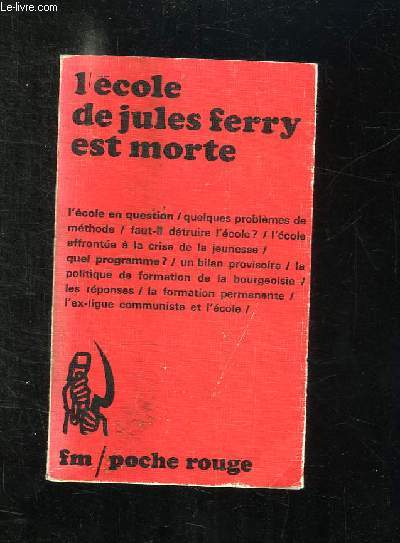 Le-livre.com
l'école
de jules ferry
est morte
l'école en question / quelques problèmes de
méthode / faut-il détruire l'école ? / l'école
affrontée à la crise de la jeunesse /
quel programme ? / un bilan provisoire / la
politique de formation de la bourgeoisie /
les réponses / la formation permanente /
l'ex-ligue communiste et l'école /
fm / poche rouge